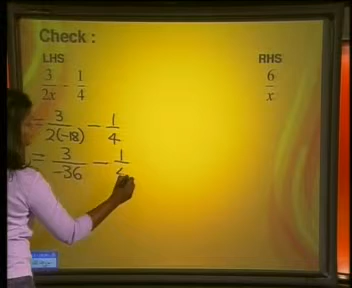 Check :
LHS RHS
3/2x - 1/4 6/x
= 3/2(-18) - 1/4
= 3/-36 - 1/4